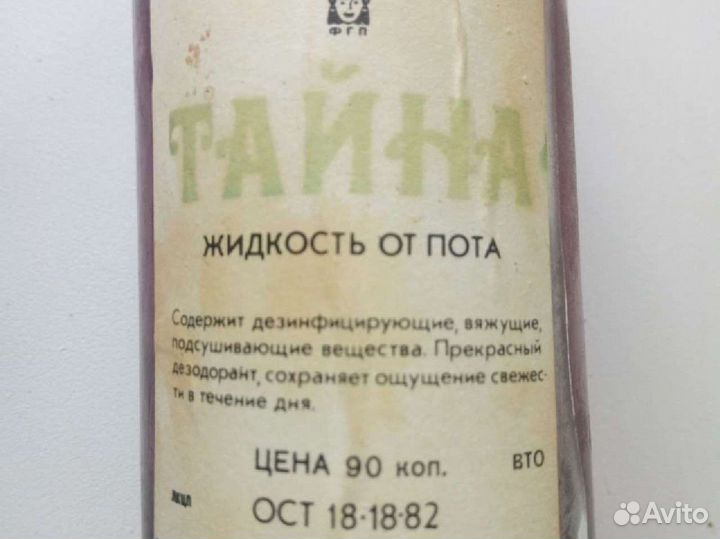 ФГП
ТАЙНА
ЖИДКОСТЬ ОТ ПОТА
Содержит дезинфицирующие, вяжущие,
подсушивающие вещества. Прекрасный
дезодорант, сохраняет ощущение свежес-
ти в течение дня.
ЦЕНА 90 коп. ВТО
ОСТ 18-18-82
Avito